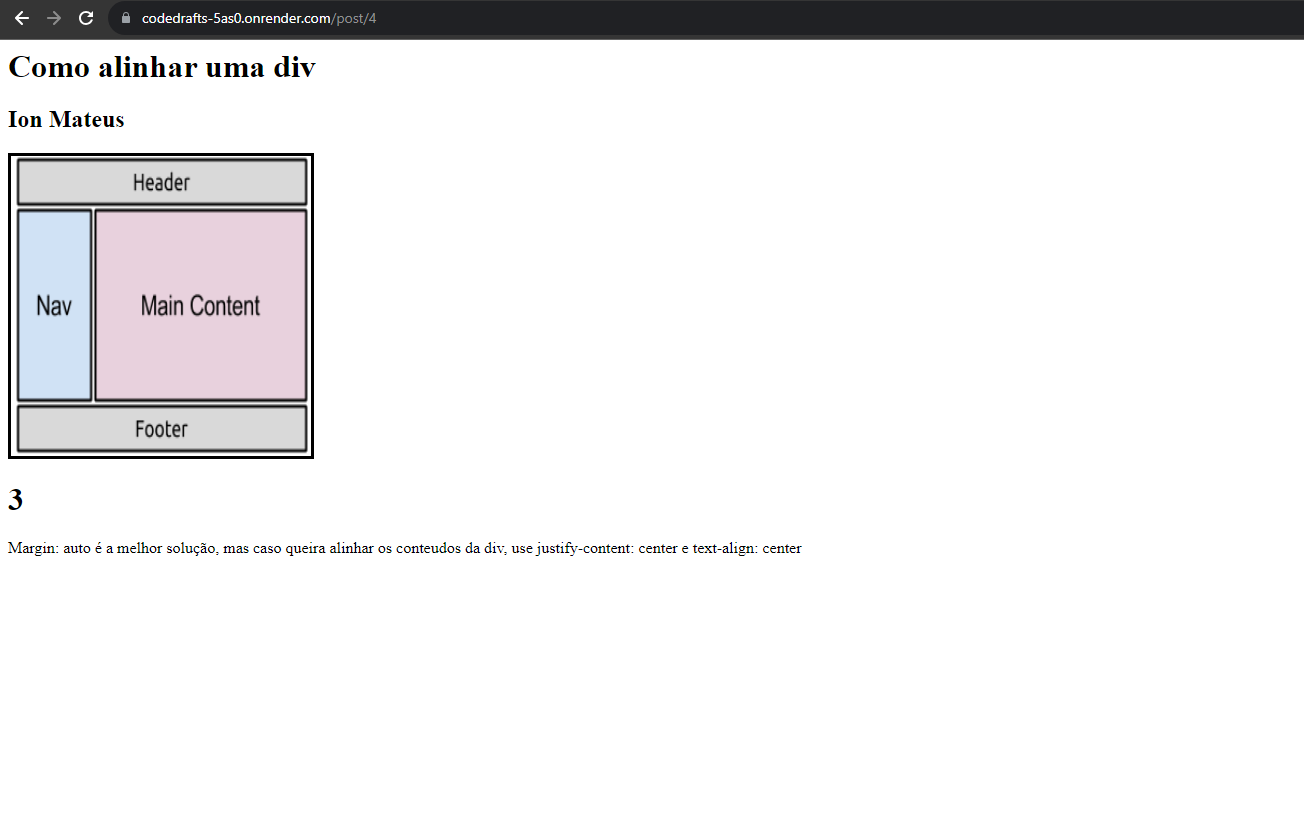 codedrafts-5as0.onrender.com/post/4
Como alinhar uma div
Ion Mateus
Header
Nav
Main Content
Footer
3
Margin: auto é a melhor solução, mas caso queira alinhar os conteudos da div, use justify-content: center e text-align: center